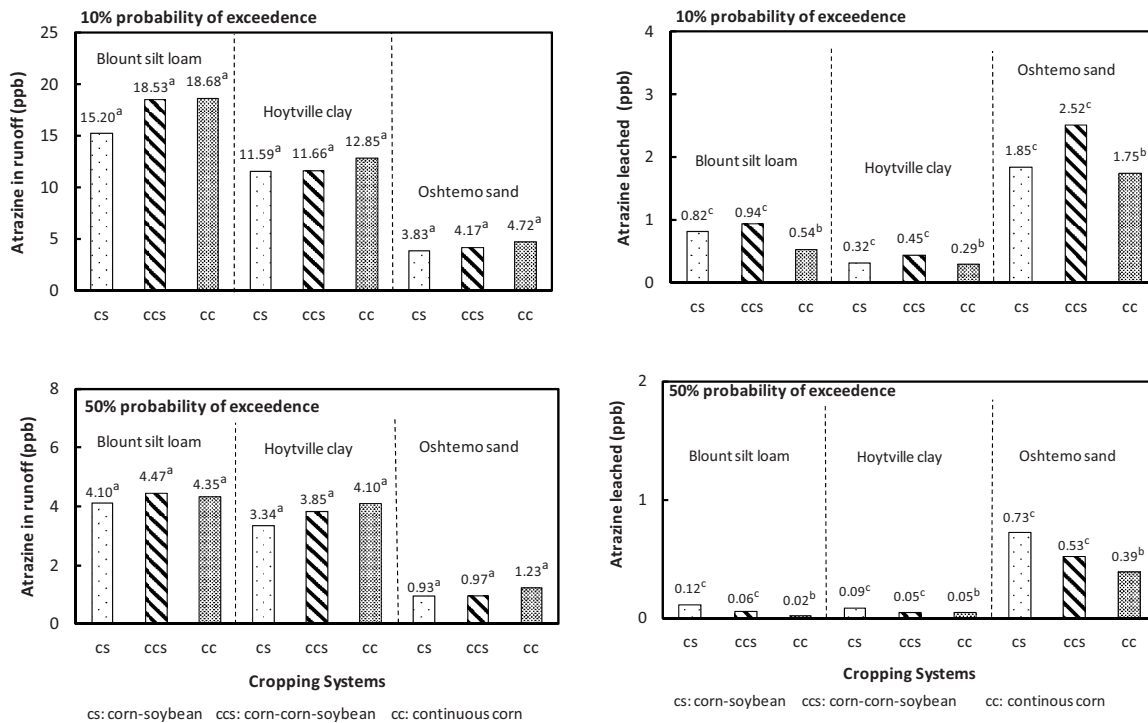 10% probability of exceedence
Atrazine in runoff (ppb)
25
20
15
10
5
0
Blount silt loam
Hoytville clay
Oshtemo sand
15.20a
18.53a
18.68a
11.59a
11.66a
12.85a
3.83a
4.17a
4.72a
cs ccs cc cs ccs cc cs ccs cc
10% probability of exceedence
Atrazine leached (ppb)
4
3
2
1
0
Blount silt loam
Hoytville clay
Oshtemo sand
0.82c
0.94c
0.54b
0.32c
0.45c
0.29b
1.85c
2.52c
1.75b
cs ccs cc cs ccs cc cs ccs cc
50% probability of exceedence
Atrazine in runoff (ppb)
8
6
4
2
0
Blount silt loam
Hoytville clay
Oshtemo sand
4.10a
4.47a
4.35a
3.34a
3.85a
4.10a
0.93a
0.97a
1.23a
cs ccs cc cs ccs cc cs ccs cc
Cropping Systems
cs: corn-soybean ccs: corn-corn-soybean cc: continous corn
50% probability of exceedence
Atrazine leached (ppb)
2
1
0
Blount silt loam
Hoytville clay
Oshtemo sand
0.12c
0.06c
0.02b
0.09c
0.05c
0.05b
0.73c
0.53c
0.39b
cs ccs cc cs ccs cc cs ccs cc
Cropping Systems
cs: corn-soybean ccs: corn-corn-soybean cc: continuous corn